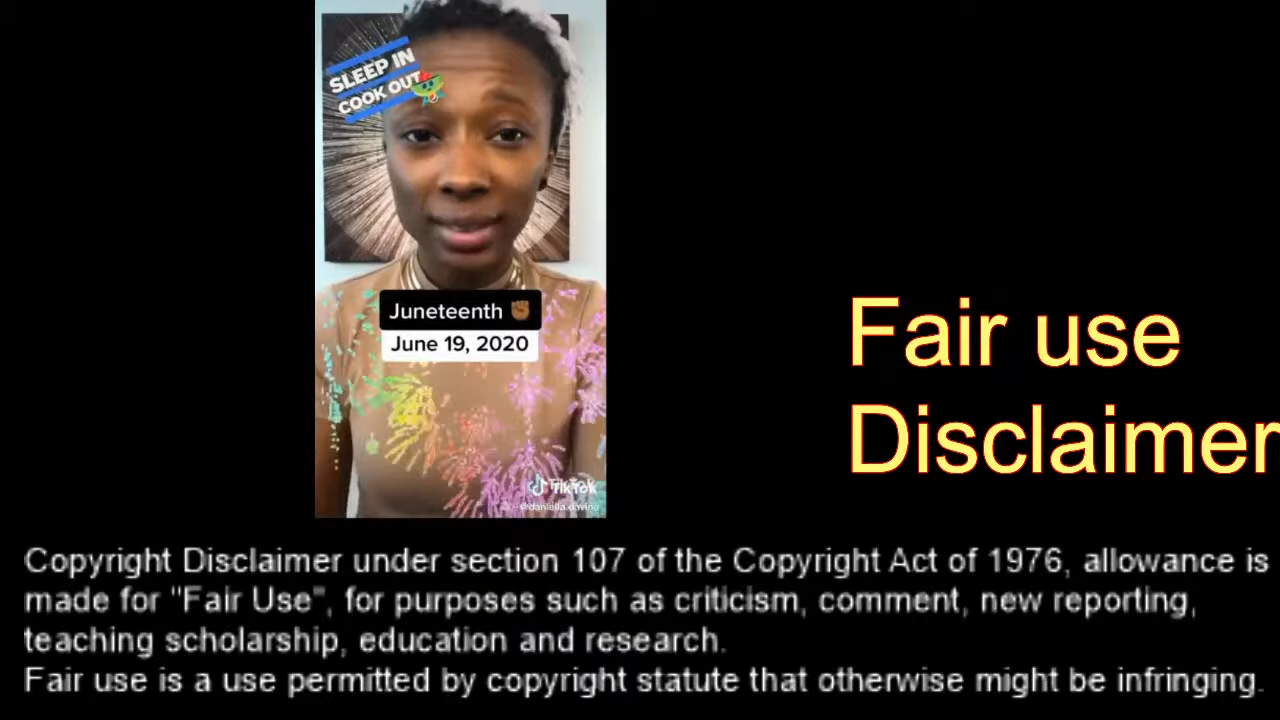 SLEEP IN
COOK OUT
Juneteenth
June 19, 2020
TikTok
Fair use
Disclaimer
Copyright Disclaimer under section 107 of the Copyright Act of 1976, allowance is
made for "Fair Use", for purposes such as criticism, comment, new reporting,
teaching scholarship, education and research.
Fair use is a use permitted by copyright statute that otherwise might be infringing.